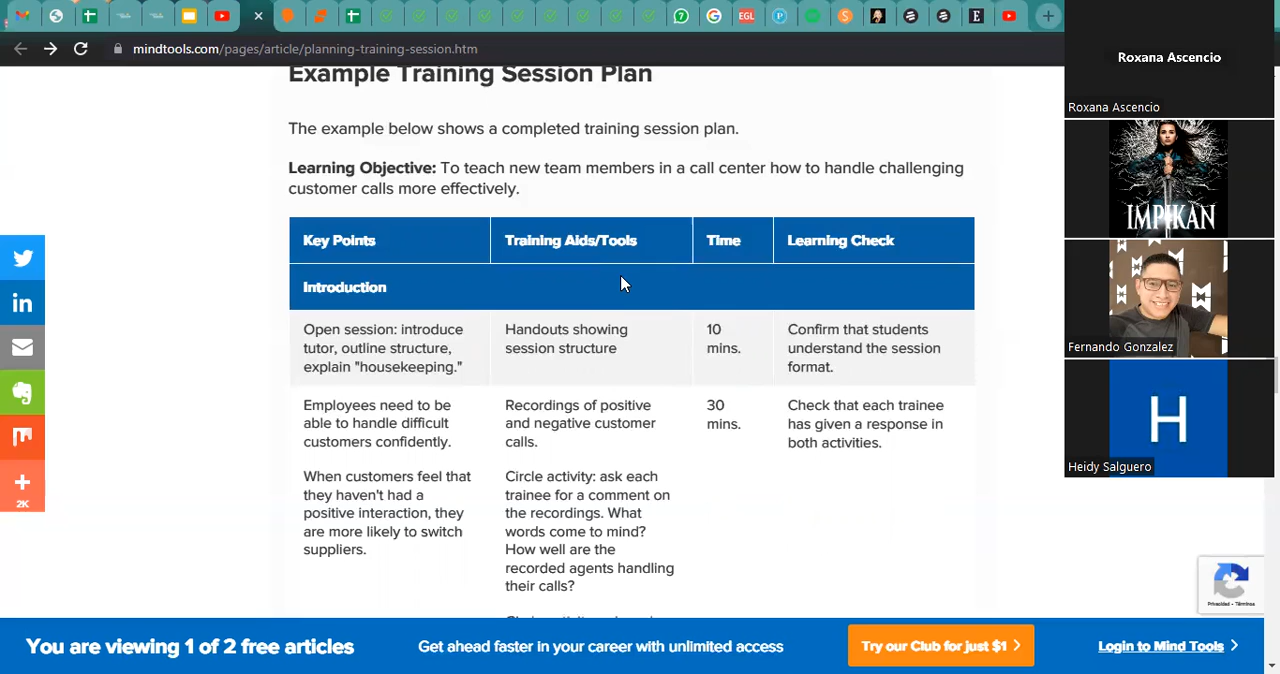 EGL
mindtools.com/pages/article/planning-training-session.htm
Example Training Session Plan
The example below shows a completed training session plan.
Learning Objective: To teach new team members in a call center how to handle challenging
customer calls more effectively.
Key Points
Training Aids/Tools
Time
Learning Check
Introduction
Open session: introduce
tutor, outline structure,
explain "housekeeping."
Handouts showing
session structure
10
mins.
Confirm that students
understand the session
format.
Employees need to be
able to handle difficult
customers confidently.
When customers feel that
they haven't had a
positive interaction, they
are more likely to switch
suppliers.
Recordings of positive
and negative customer
calls.
Circle activity: ask each
trainee for a comment on
the recordings. What
words come to mind?
How well are the
recorded agents handling
their calls?
30
mins.
Check that each trainee
has given a response in
both activities.
2K
Roxana Ascencio
Roxana Ascencio
IMPIKAN
Fernando Gonzalez
H
Heidy Salguero
Privacidad - Términos
You are viewing 1 of 2 free articles
Get ahead faster in your career with unlimited access
Try our Club for just $1
Login to Mind Tools